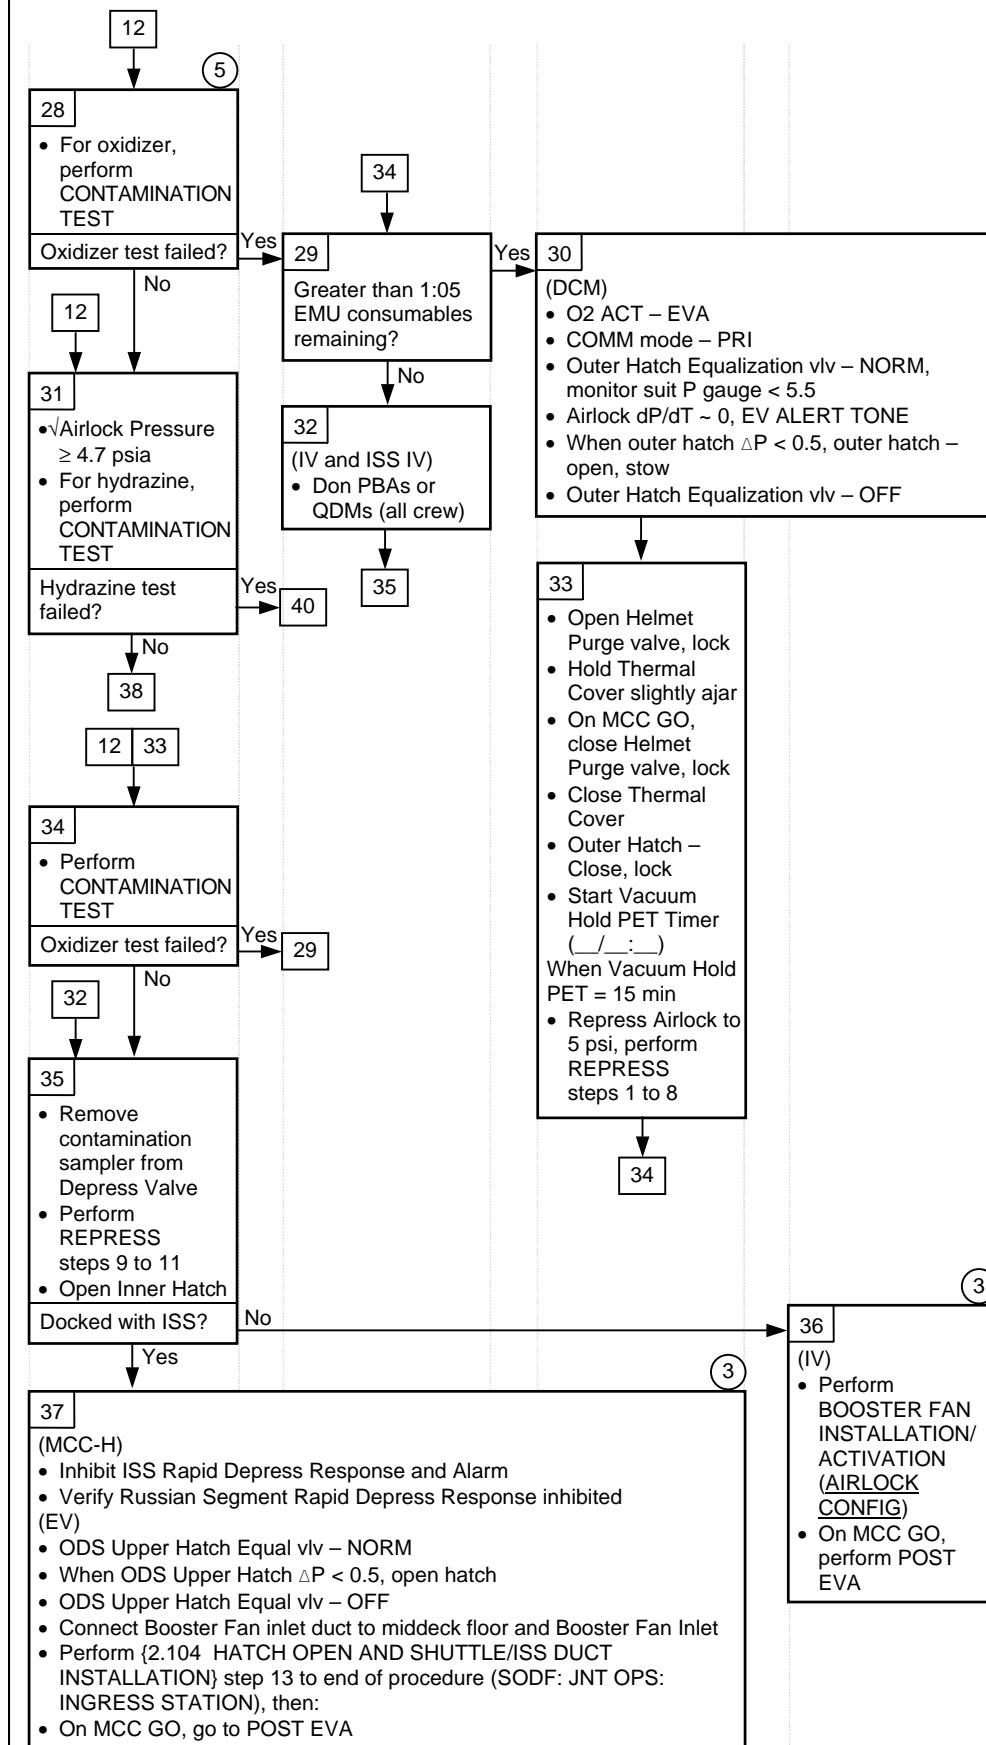 12
5
28
• For oxidizer,
perform
CONTAMINATION
TEST
Oxidizer test failed?
Yes
No
34
29
Greater than 1:05
EMU consumables
remaining?
Yes
No
30
(DCM)
• O2 ACT – EVA
• COMM mode – PRI
• Outer Hatch Equalization vlv – NORM,
monitor suit P gauge < 5.5
• Airlock dP/dT ~ 0, EV ALERT TONE
• When outer hatch ΔP < 0.5, outer hatch –
open, stow
• Outer Hatch Equalization vlv – OFF
12
31
•√Airlock Pressure
≥ 4.7 psia
• For hydrazine,
perform
CONTAMINATION
TEST
Hydrazine test
failed?
Yes
40
No
38
32
(IV and ISS IV)
• Don PBAs or
QDMs (all crew)
35
33
• Open Helmet
Purge valve, lock
• Hold Thermal
Cover slightly ajar
• On MCC GO,
close Helmet
Purge valve, lock
• Close Thermal
Cover
• Outer Hatch –
Close, lock
• Start Vacuum
Hold PET Timer
(__/__:__)
When Vacuum Hold
PET = 15 min
• Repress Airlock to
5 psi, perform
REPRESS
steps 1 to 8
34
12 33
34
• Perform
CONTAMINATION
TEST
Oxidizer test failed?
Yes
29
No
32
35
• Remove
contamination
sampler from
Depress Valve
• Perform
REPRESS
steps 9 to 11
• Open Inner Hatch
Docked with ISS?
No
Yes
3
36
(IV)
• Perform
BOOSTER FAN
INSTALLATION/
ACTIVATION
(AIRLOCK
CONFIG)
• On MCC GO,
perform POST
EVA
3
37
(MCC-H)
• Inhibit ISS Rapid Depress Response and Alarm
• Verify Russian Segment Rapid Depress Response inhibited
(EV)
• ODS Upper Hatch Equal vlv – NORM
• When ODS Upper Hatch ΔP < 0.5, open hatch
• ODS Upper Hatch Equal vlv – OFF
• Connect Booster Fan inlet duct to middeck floor and Booster Fan Inlet
• Perform {2.104 HATCH OPEN AND SHUTTLE/ISS DUCT
INSTALLATION} step 13 to end of procedure (SODF: JNT OPS:
INGRESS STATION), then:
• On MCC GO, go to POST EVA